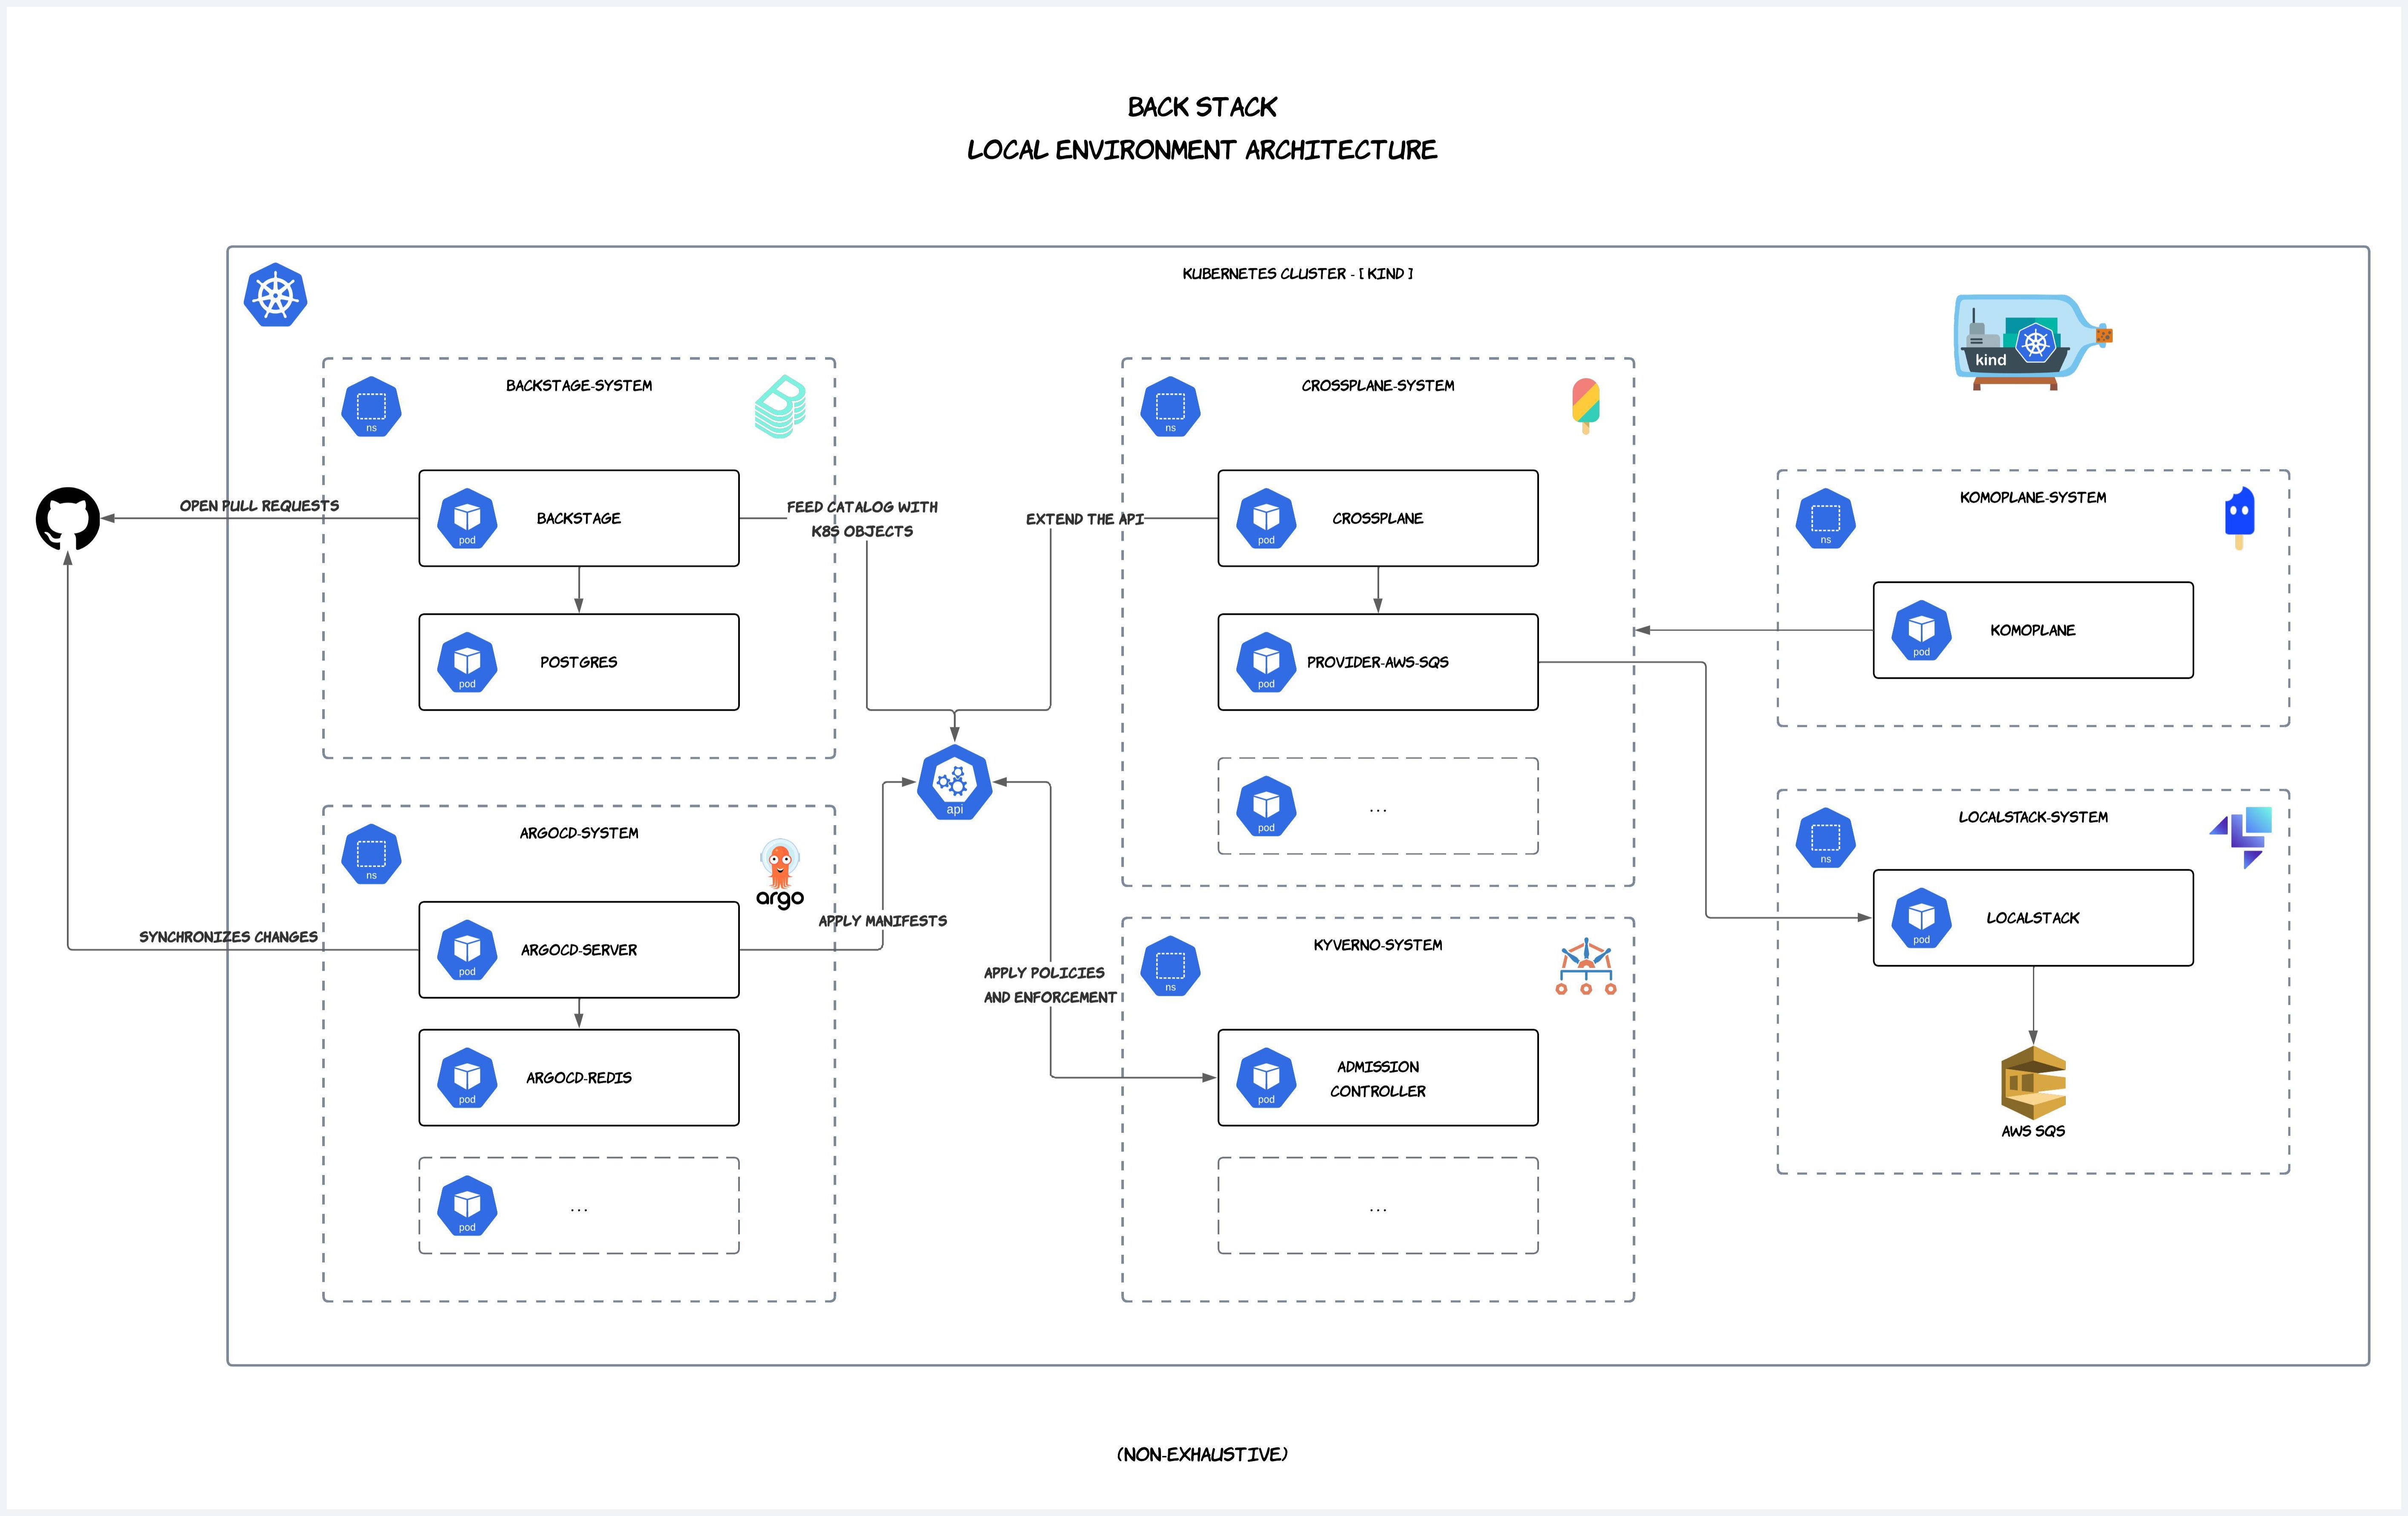 BACK STACK
LOCAL ENVIRONMENT ARCHITECTURE
KUBERNETES CLUSTER - [ KIND ]
kind
BACKSTAGE-SYSTEM
ns
OPEN PULL REQUESTS
pod
BACKSTAGE
FEED CATALOG WITH
K8S OBJECTS
pod
POSTGRES
CROSSPLANE-SYSTEM
ns
EXTEND THE API
pod
CROSSPLANE
pod
PROVIDER-AWS-SQS
pod
...
KOMOPLANE-SYSTEM
ns
pod
KOMOPLANE
api
ARGOCD-SYSTEM
ns
argo
SYNCHRONIZES CHANGES
pod
ARGOCD-SERVER
APPLY MANIFESTS
pod
ARGOCD-REDIS
pod
...
APPLY POLICIES
AND ENFORCEMENT
KYVERNO-SYSTEM
ns
pod
ADMISSION
CONTROLLER
...
LOCALSTACK-SYSTEM
ns
pod
LOCALSTACK
AWS SQS
(NON-EXHAUSTIVE)